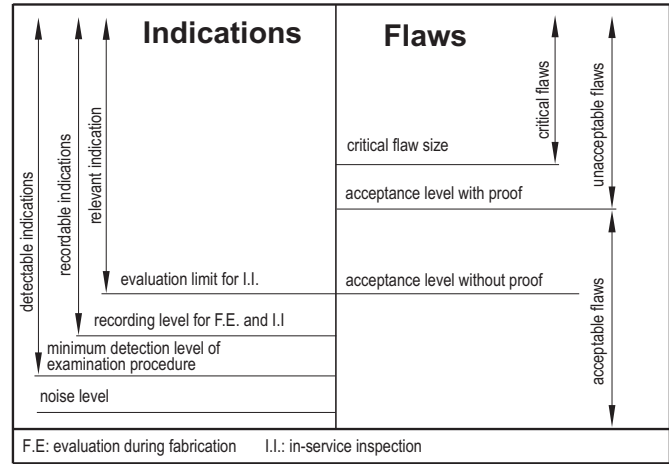 Indications
Flaws
detectable indications
recordable indications
relevant indication
critical flaws
unacceptable flaws
critical flaw size
acceptance level with proof
evaluation limit for I.I.
acceptance level without proof
recording level for F.E. and I.I
minimum detection level of
examination procedure
noise level
acceptable flaws
F.E: evaluation during fabrication I.I.: in-service inspection